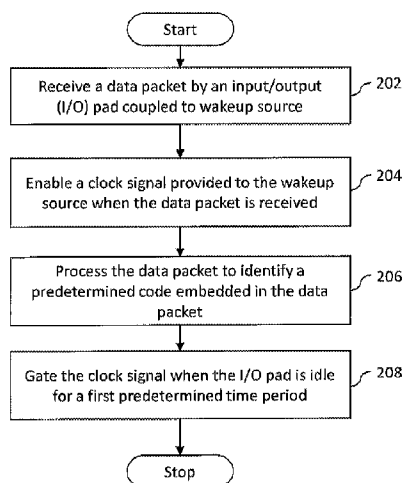 Start
Receive a data packet by an input/output
(I/O) pad coupled to wakeup source
202
Enable a clock signal provided to the wakeup
source when the data packet is received
204
Process the data packet to identify a
predetermined code embedded in the data
packet
206
Gate the clock signal when the I/O pad is idle
for a first predetermined time period
208
Stop